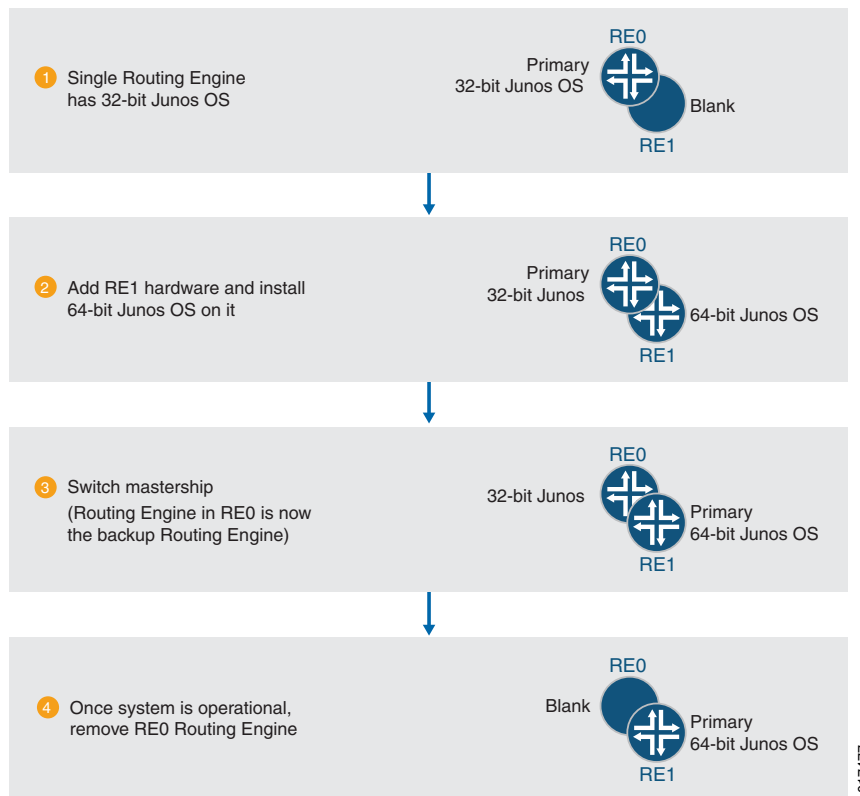 RE0
Primary
32-bit Junos OS
1 Single Routing Engine
has 32-bit Junos OS
Blank
RE1
RE0
Primary
32-bit Junos
2 Add RE1 hardware and install
64-bit Junos OS on it
64-bit Junos OS
RE1
RE0
3 Switch mastership
(Routing Engine in RE0 is now
the backup Routing Engine)
32-bit Junos
Primary
64-bit Junos OS
RE1
RE0
4 Once system is operational,
remove RE0 Routing Engine
Blank
Primary
64-bit Junos OS
RE1